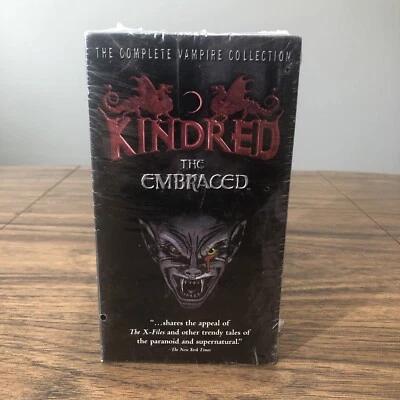 THE COMPLETE VAMPIRE COLLECTION
KINDRED
THE
EMBRACED
“...shares the appeal of
The X-Files and other trendy tales of
the paranoid and supernatural.”
-The New York Times